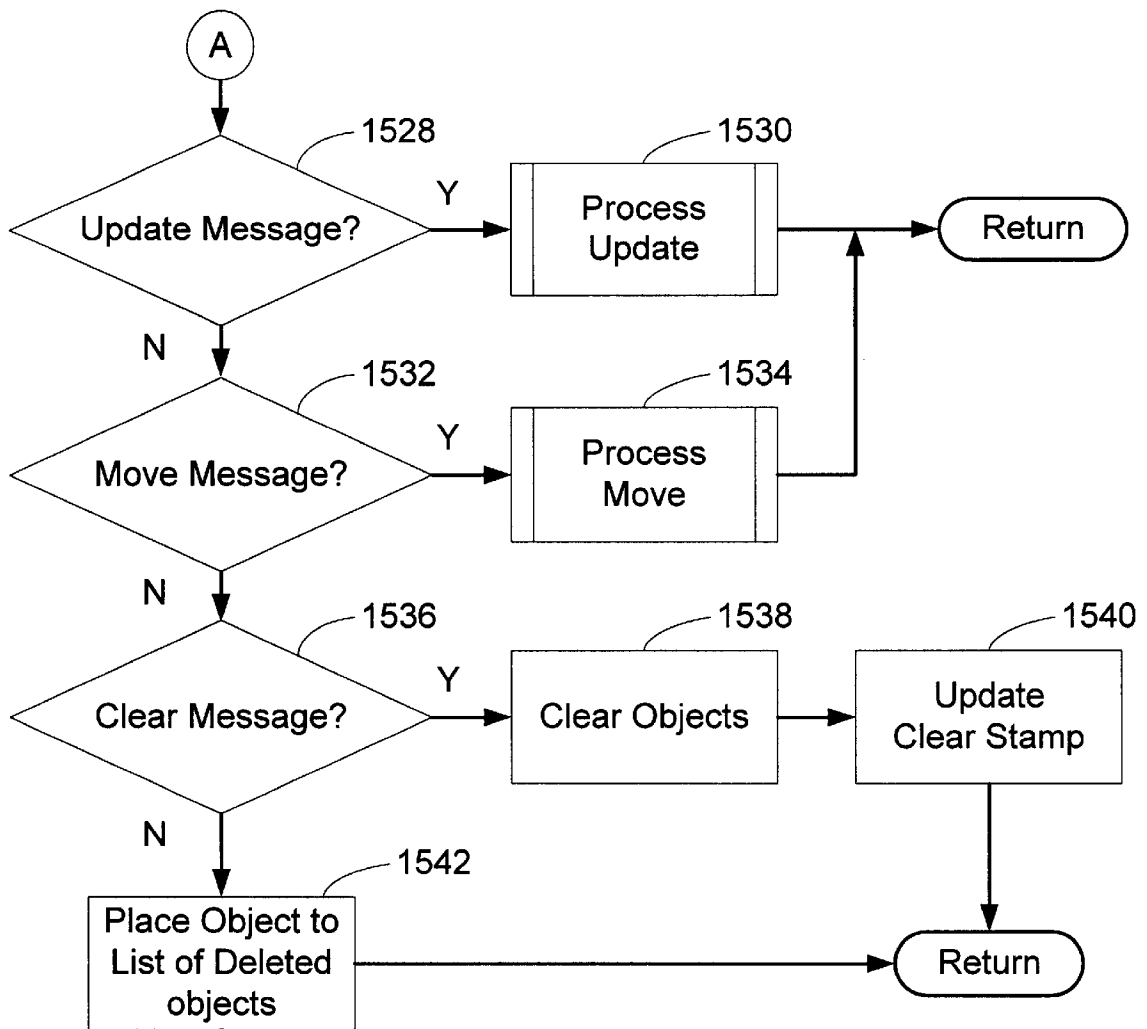 A
1528
Update Message?
Y
1530
Process
Update
Return
N
1532
Move Message?
Y
1534
Process
Move
N
1536
Clear Message?
Y
1538
Clear Objects
1540
Update
Clear Stamp
N
1542
Place Object to
List of Deleted
objects
Return